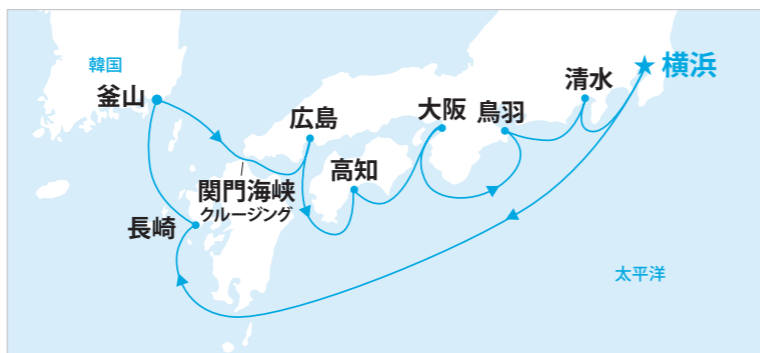 韓国
釜山
広島
大阪
鳥羽
清水
横浜
高知
関門海峡
クルージング
長崎
太平洋